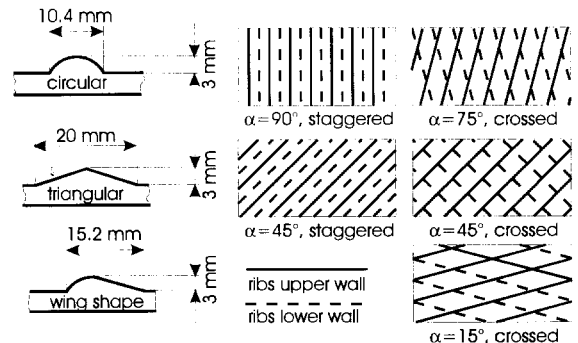 10.4 mm
3 mm
circular
α=90°, staggered
α=75°, crossed
20 mm
3 mm
triangular
α=45°, staggered
α=45°, crossed
15.2 mm
3 mm
wing shape
ribs upper wall
ribs lower wall
α=15°, crossed